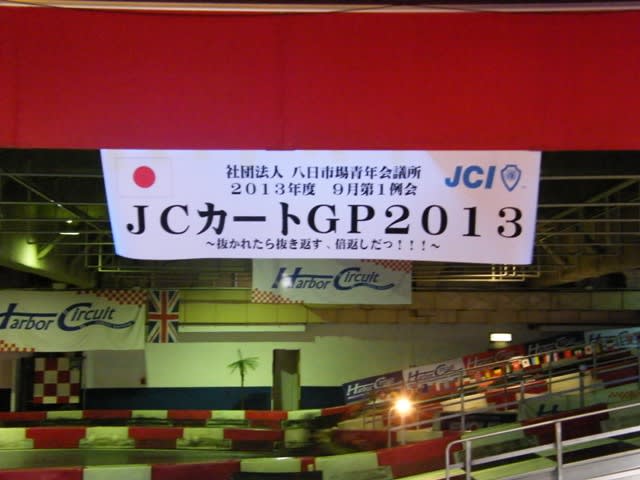 社団法人 八日市場青年会議所
2013年度 9月第1例会
JCI
JCカートGP2013
～抜かれたら抜き返す、倍返しだっ！！！～
Harbor Circuit
Harbor Circuit